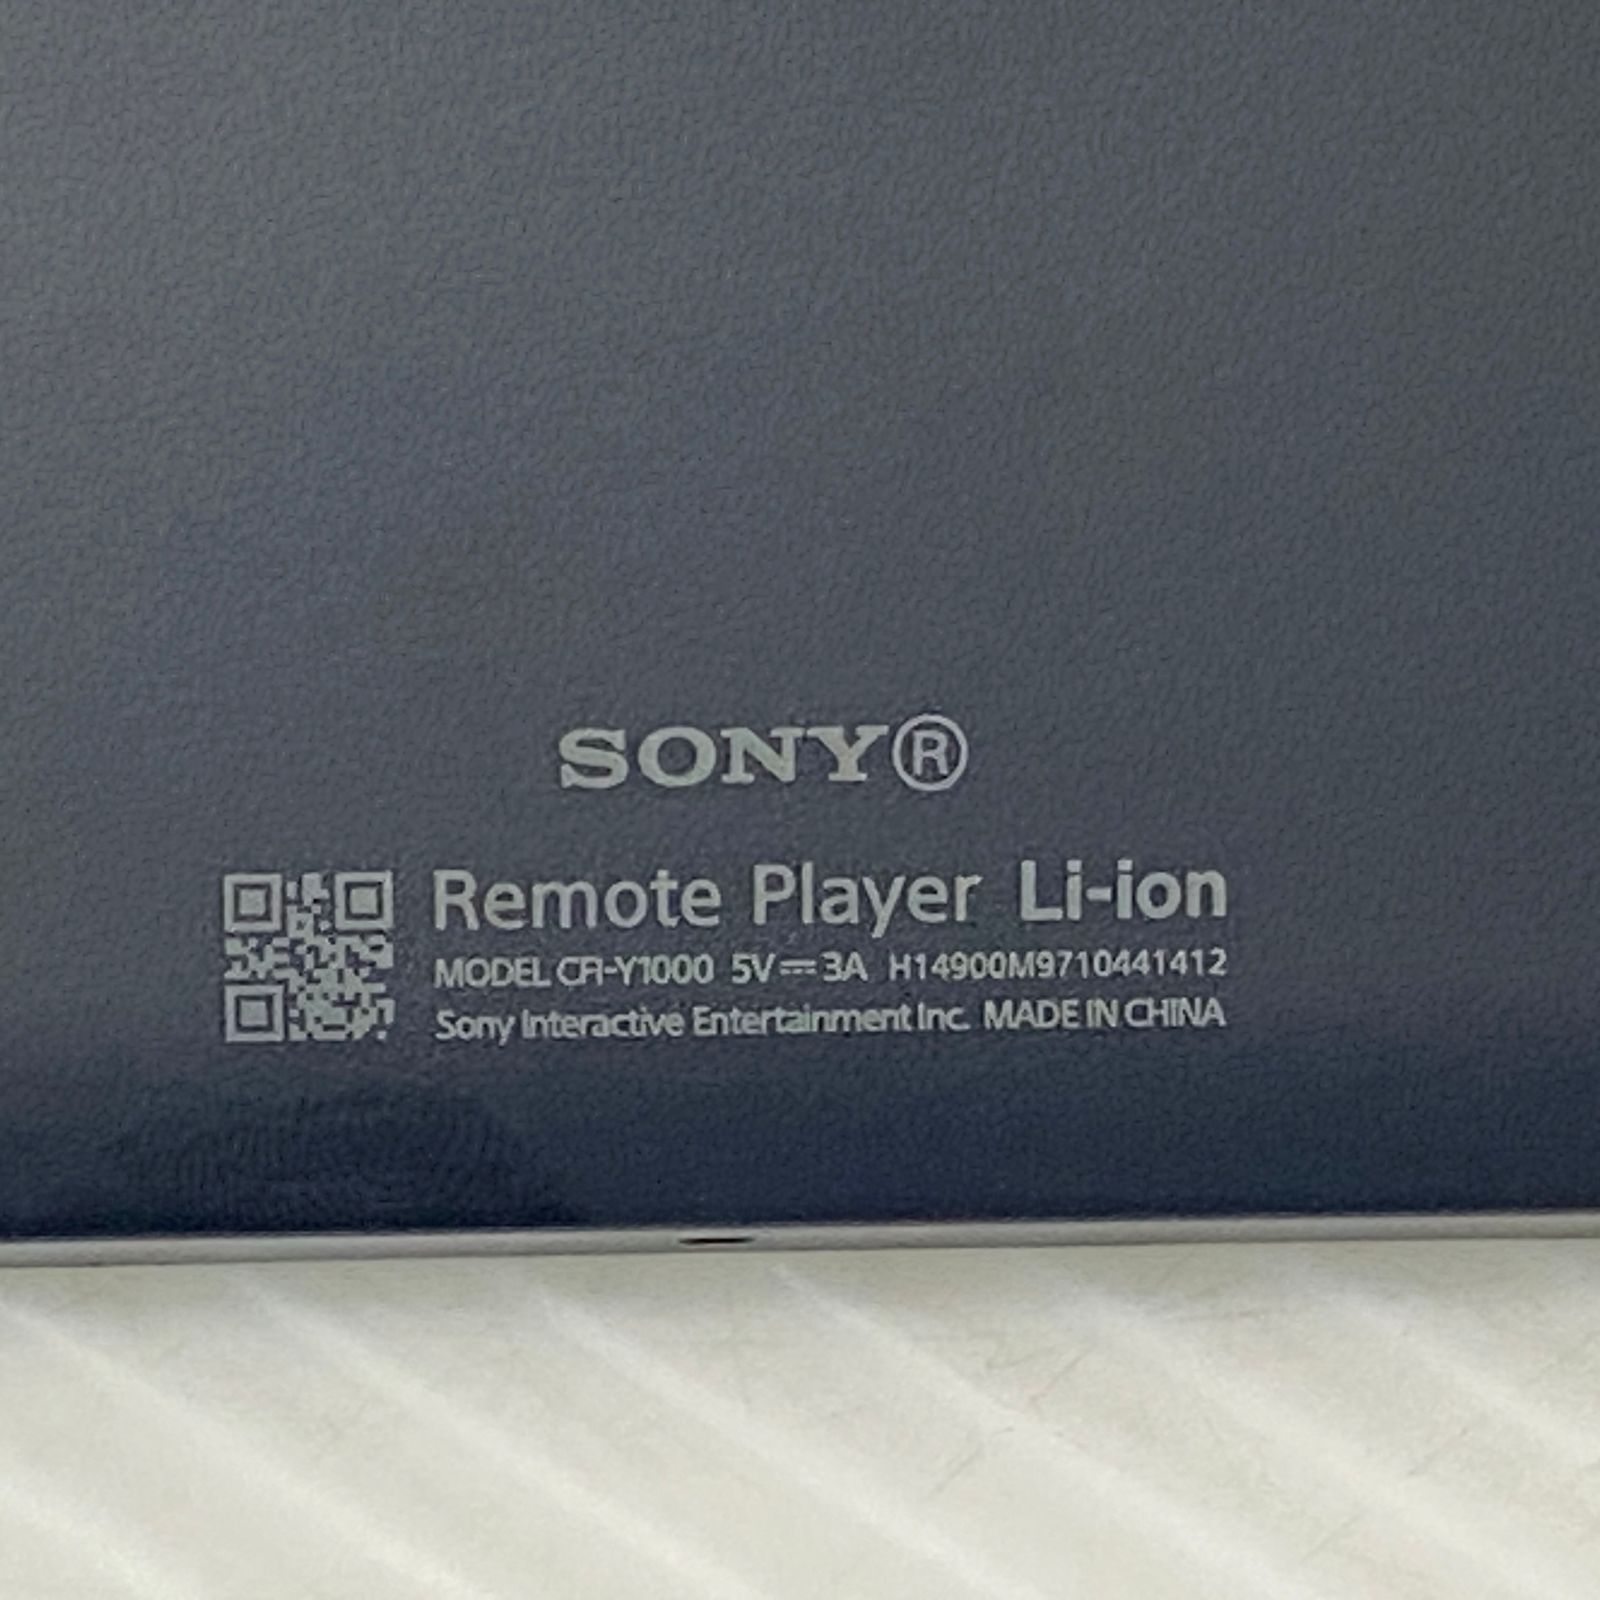 SONY®
Remote Player Li-ion
MODEL CFI-Y1000 5V⎓3A H14900M9710441412
Sony Interactive Entertainment Inc. MADE IN CHINA